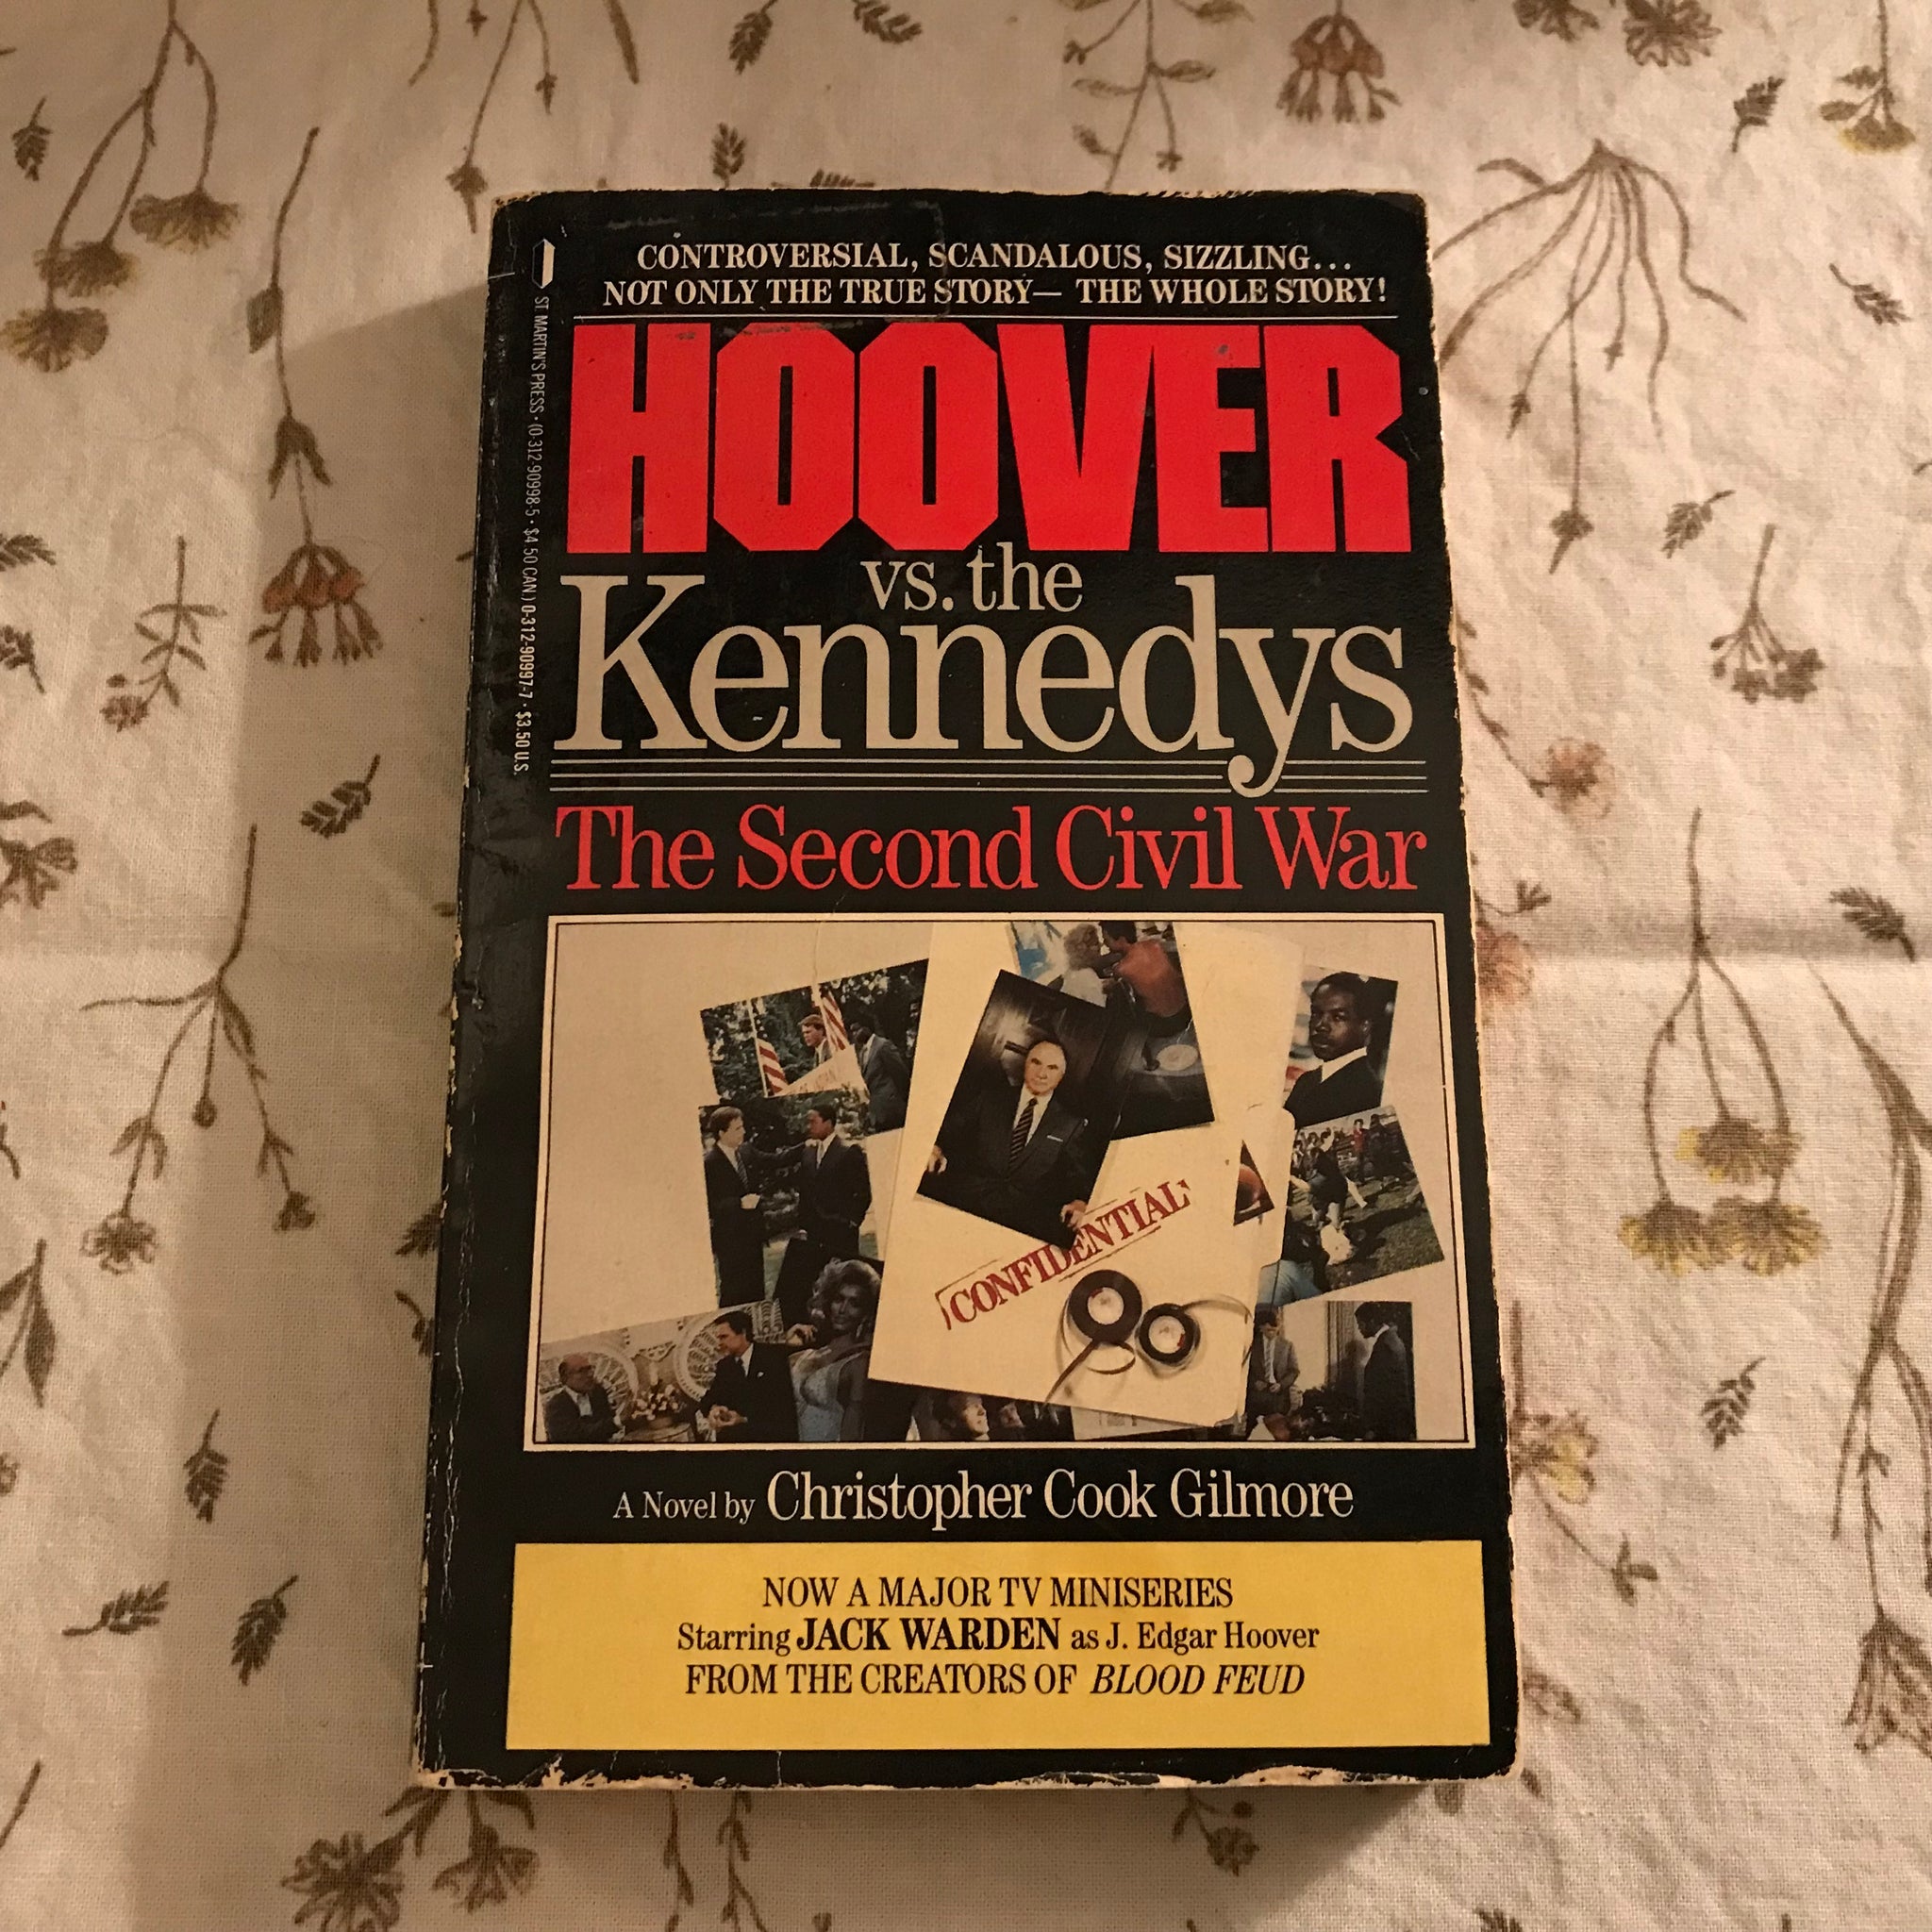 CONTROVERSIAL, SCANDALOUS, SIZZLING...
NOT ONLY THE TRUE STORY— THE WHOLE STORY!
HOOVER
vs. the
Kennedys
The Second Civil War
ST. MARTIN'S PRESS • (0-312-90998-5 • $4.50 CAN.) 0-312-90997-7 • $3.50 U.S.
CONFIDENTIAL
A Novel by Christopher Cook Gilmore
NOW A MAJOR TV MINISERIES
Starring JACK WARDEN as J. Edgar Hoover
FROM THE CREATORS OF BLOOD FEUD